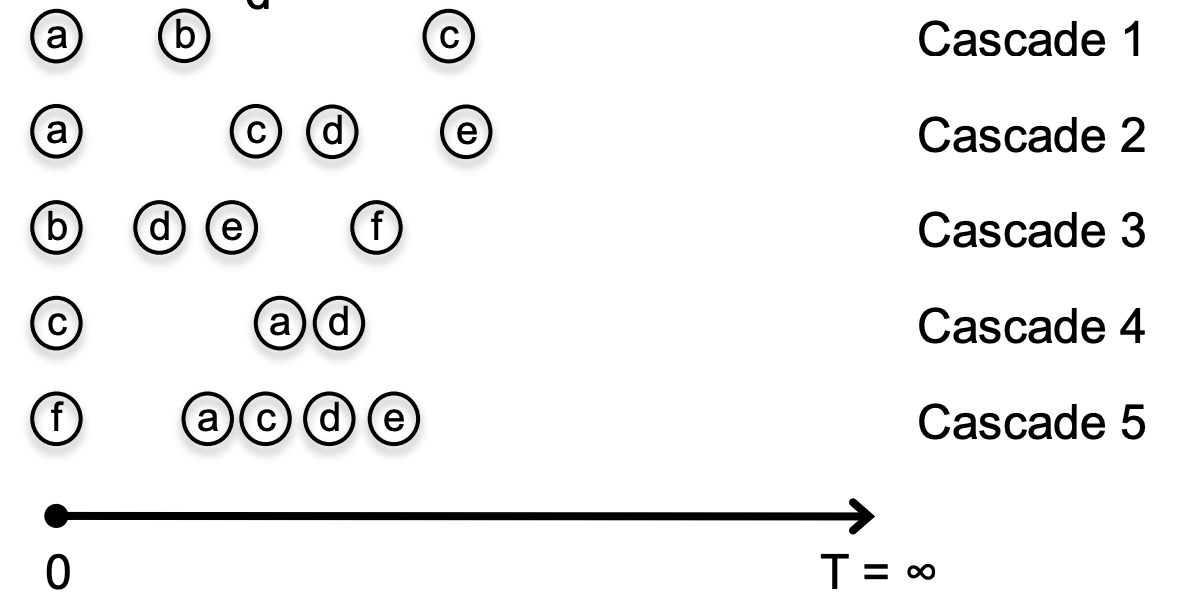 a b c Cascade 1
a c d e Cascade 2
b d e f Cascade 3
c a d Cascade 4
f a c d e Cascade 5
0 T = ∞